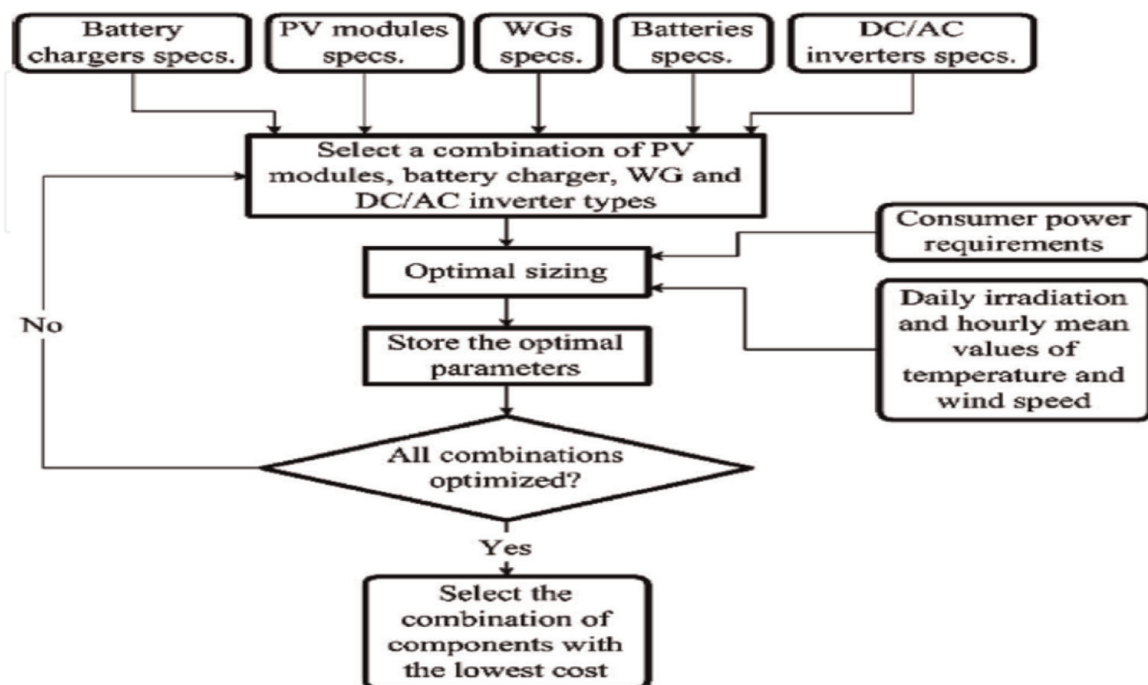 Battery
chargers specs.
PV modules
specs.
WGs
specs.
Batteries
specs.
DC/AC
inverters specs.
Select a combination of PV
modules, battery charger, WG and
DC/AC inverter types
Consumer power
requirements
Optimal sizing
Daily irradiation
and hourly mean
values of
temperature and
wind speed
No
Store the optimal
parameters
All combinations
optimized?
Yes
Select the
combination of
components with
the lowest cost